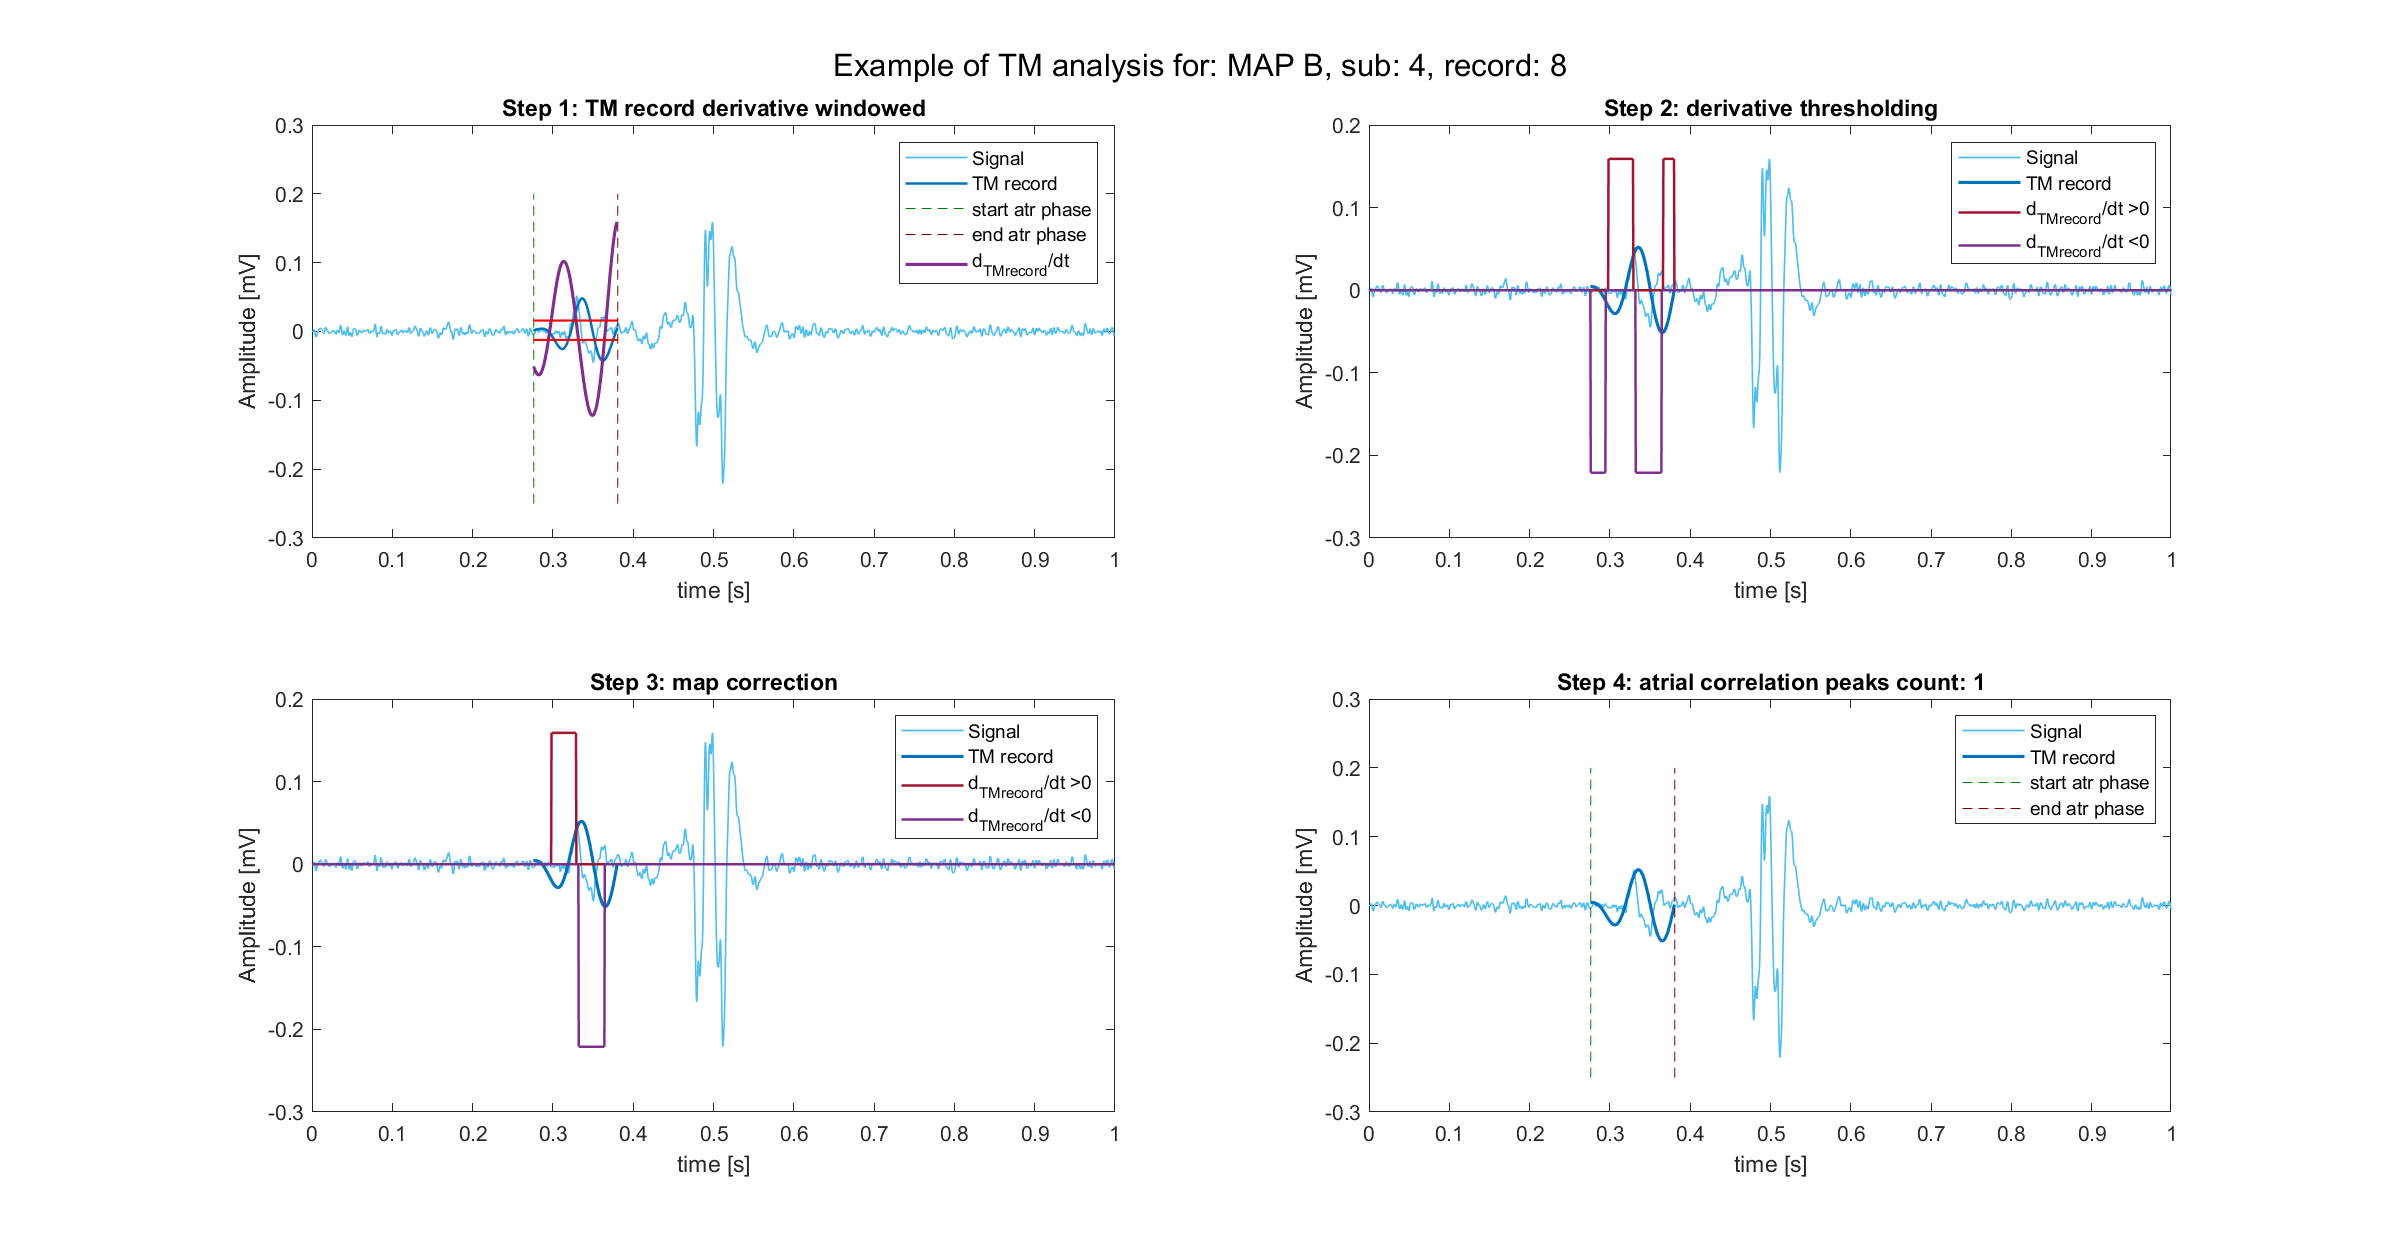 Example of TM analysis for: MAP B, sub: 4, record: 8
Step 1: TM record derivative windowed
0.3
0.2
0.1
0
-0.1
-0.2
-0.3
Amplitude [mV]
0 0.1 0.2 0.3 0.4 0.5 0.6 0.7 0.8 0.9 1
time [s]
Signal
TM record
start atr phase
end atr phase
dTMrecord/dt
Step 2: derivative thresholding
0.2
0.1
0
-0.1
-0.2
-0.3
Amplitude [mV]
0 0.1 0.2 0.3 0.4 0.5 0.6 0.7 0.8 0.9 1
time [s]
Signal
TM record
dTMrecord/dt >0
dTMrecord/dt <0
Step 3: map correction
0.2
0.1
0
-0.1
-0.2
-0.3
Amplitude [mV]
0 0.1 0.2 0.3 0.4 0.5 0.6 0.7 0.8 0.9 1
time [s]
Signal
TM record
dTMrecord/dt >0
dTMrecord/dt <0
Step 4: atrial correlation peaks count: 1
0.3
0.2
0.1
0
-0.1
-0.2
-0.3
Amplitude [mV]
0 0.1 0.2 0.3 0.4 0.5 0.6 0.7 0.8 0.9 1
time [s]
Signal
TM record
start atr phase
end atr phase